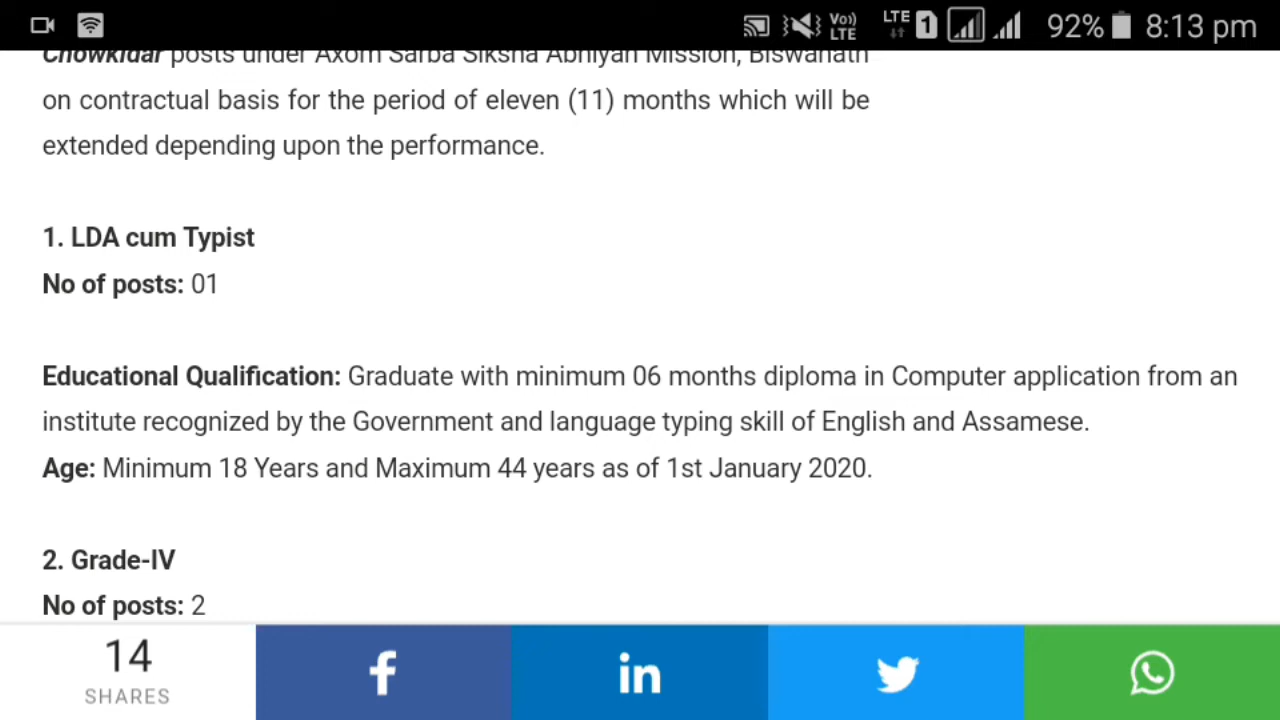 Vo))
LTE
LTE
1
92%
8:13 pm
Chowkidar posts under Axom Sarba Siksha Abhiyan Mission, Biswanath
on contractual basis for the period of eleven (11) months which will be
extended depending upon the performance.
1. LDA cum Typist
No of posts: 01
Educational Qualification: Graduate with minimum 06 months diploma in Computer application from an
institute recognized by the Government and language typing skill of English and Assamese.
Age: Minimum 18 Years and Maximum 44 years as of 1st January 2020.
2. Grade-IV
No of posts: 2
14
SHARES
f
in